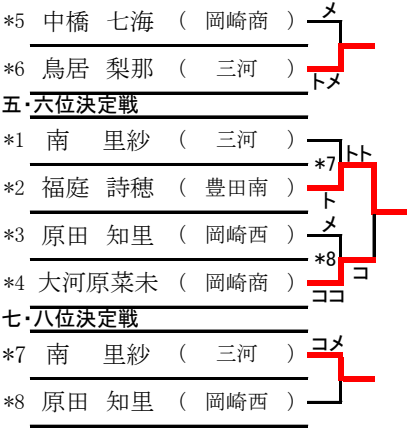 *5 中橋 七海 ( 岡崎商 ) メ
*6 鳥居 梨那 ( 三河 ) トメ
五・六位決定戦
*1 南 里紗 ( 三河 )
*7 トト
*2 福庭 詩穂 ( 豊田南 ) ト
*3 原田 知里 ( 岡崎西 ) メ
*8 コ
*4 大河原菜未 ( 岡崎商 ) ココ
七・八位決定戦
*7 南 里紗 ( 三河 ) コメ
*8 原田 知里 ( 岡崎西 )